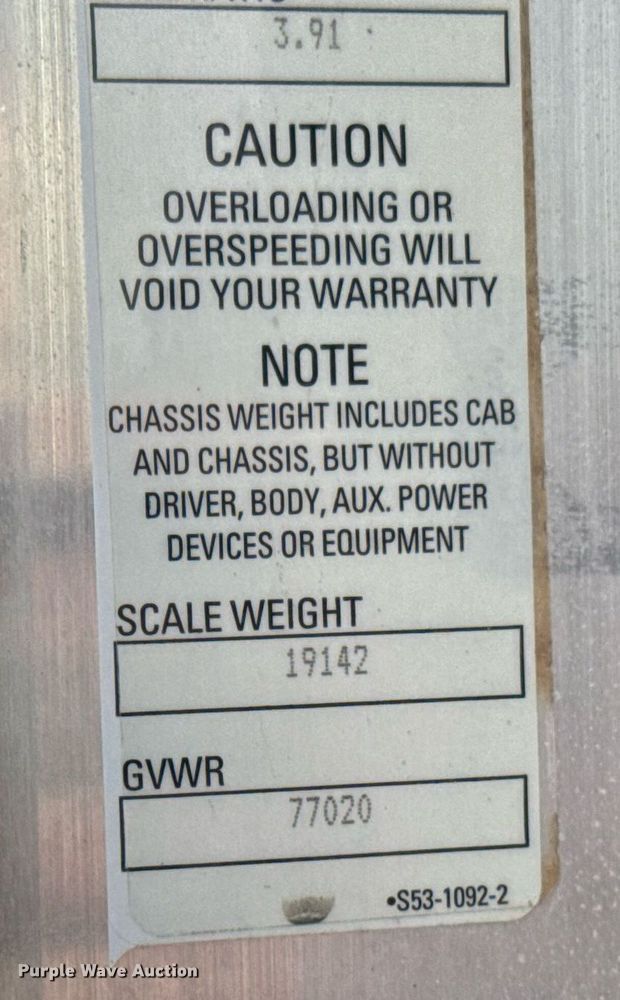 3.91
CAUTION
OVERLOADING OR
OVERSPEEDING WILL
VOID YOUR WARRANTY
NOTE
CHASSIS WEIGHT INCLUDES CAB
AND CHASSIS, BUT WITHOUT
DRIVER, BODY, AUX. POWER
DEVICES OR EQUIPMENT
SCALE WEIGHT
19142
GVWR
77020
•S53-1092-2
Purple Wave Auction